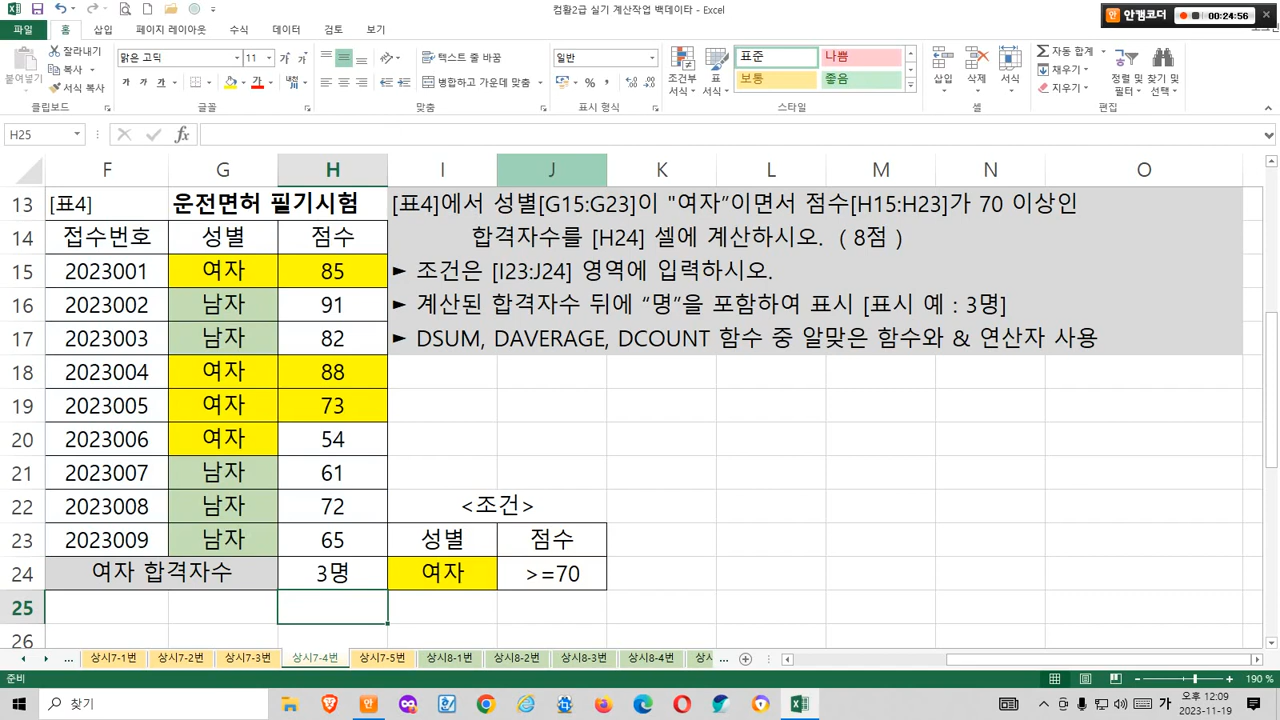 컴활2급 실기 계산작업 백데이타 - Excel
안캠코더 00:24:56
파일 홈 삽입 페이지 레이아웃 수식 데이터 검토 보기
붙여넣기 잘라내기 복사 서식 복사 클립보드
맑은 고딕 11 가 가 가 글꼴
텍스트 줄 바꿈 병합하고 가운데 맞춤 맞춤
일반 % 표시 형식
조건부 서식 표 서식 표준 나쁨 보통 좋음 스타일
삽입 삭제 서식 셀
자동 합계 채우기 지우기 정렬 및 필터 찾기 및 선택 편집
H25 fx
F G H I J K L M N O
13 [표4] 운전면허 필기시험 [표4]에서 성별[G15:G23]이 "여자”이면서 점수[H15:H23]가 70 이상인
14 접수번호 성별 점수 합격자수를 [H24] 셀에 계산하시오. ( 8점 )
15 2023001 여자 85 ► 조건은 [I23:J24] 영역에 입력하시오.
16 2023002 남자 91 ► 계산된 합격자수 뒤에 “명”을 포함하여 표시 [표시 예 : 3명]
17 2023003 남자 82 ► DSUM, DAVERAGE, DCOUNT 함수 중 알맞은 함수와 & 연산자 사용
18 2023004 여자 88
19 2023005 여자 73
20 2023006 여자 54
21 2023007 남자 61
22 2023008 남자 72 <조건>
23 2023009 남자 65 성별 점수
24 여자 합격자수 3명 여자 >=70
25
26
... 상시7-1번 상시7-2번 상시7-3번 상시7-4번 상시7-5번 상시8-1번 상시8-2번 상시8-3번 상시8-4번 상시 ...
준비 190 %
찾기 가 오후 12:09
2023-11-19